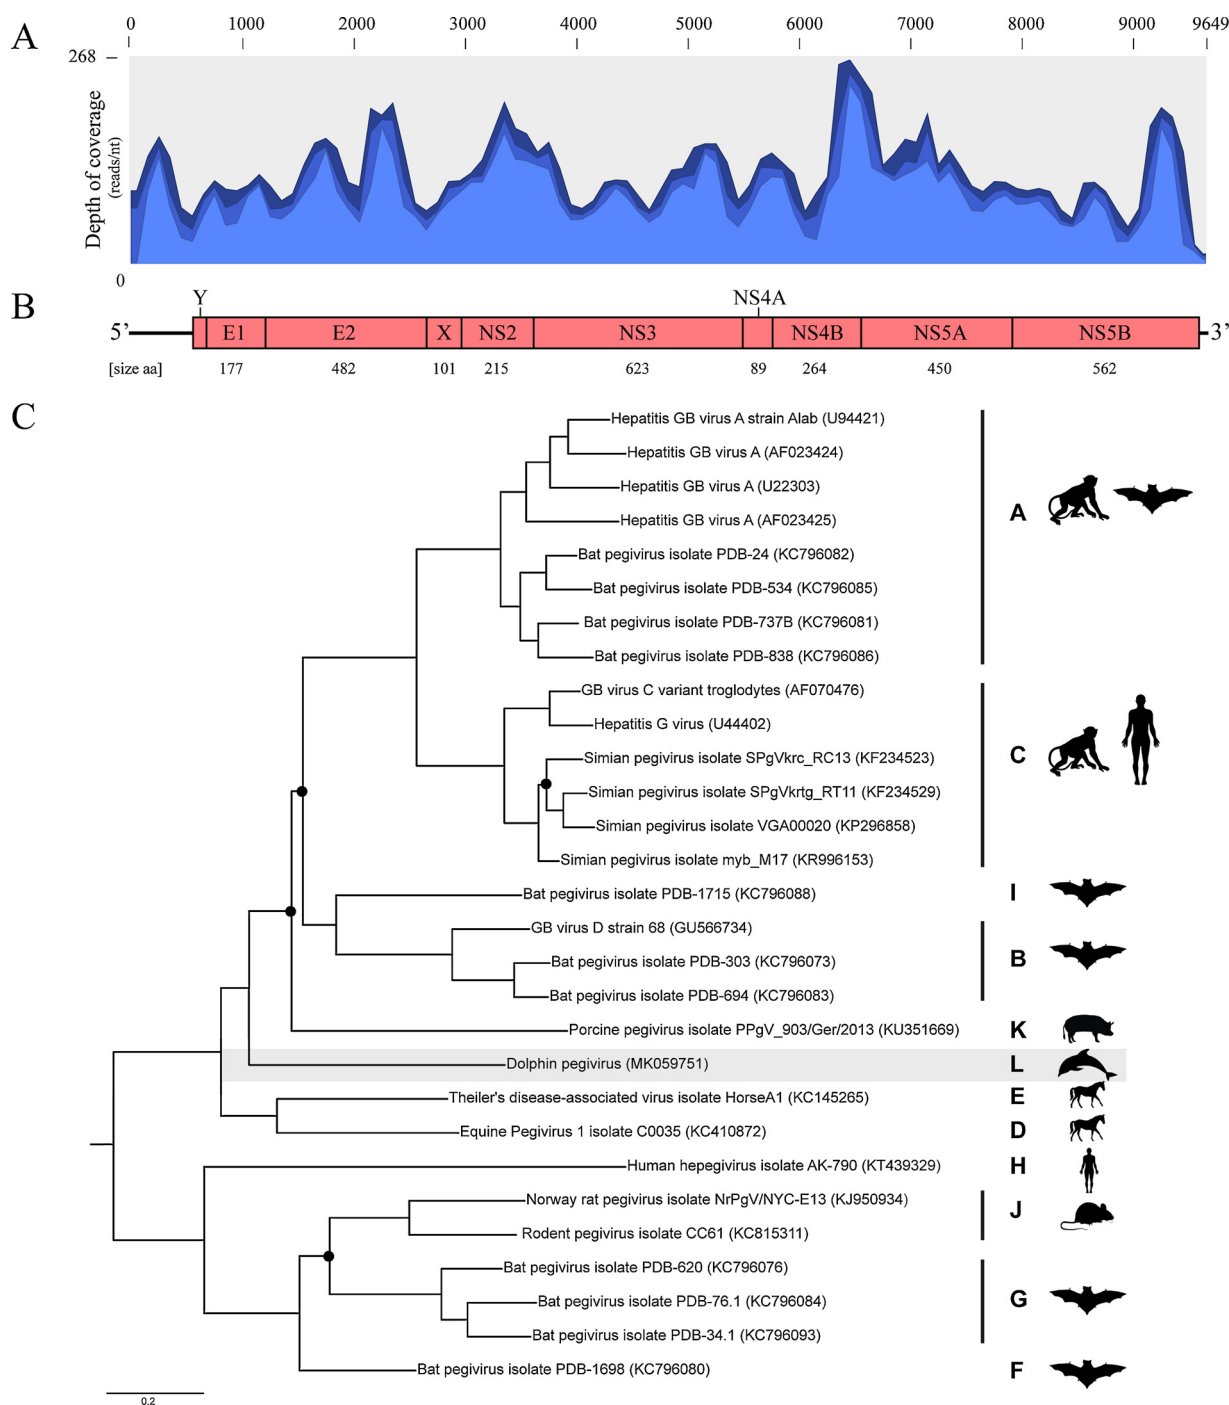 A
0 1000 2000 3000 4000 5000 6000 7000 8000 9000 9649
268
Depth of coverage
(reads/nt)
0
B
Y NS4A
5’ E1 E2 X NS2 NS3 NS4B NS5A NS5B 3’
[size aa] 177 482 101 215 623 89 264 450 562
C
Hepatitis GB virus A strain Alab (U94421)
Hepatitis GB virus A (AF023424)
Hepatitis GB virus A (U22303)
Hepatitis GB virus A (AF023425)
A
Bat pegivirus isolate PDB-24 (KC796082)
Bat pegivirus isolate PDB-534 (KC796085)
Bat pegivirus isolate PDB-737B (KC796081)
Bat pegivirus isolate PDB-838 (KC796086)
GB virus C variant troglodytes (AF070476)
Hepatitis G virus (U44402)
Simian pegivirus isolate SPgVkrc_RC13 (KF234523)
C
Simian pegivirus isolate SPgVkrtg_RT11 (KF234529)
Simian pegivirus isolate VGA00020 (KP296858)
Simian pegivirus isolate myb_M17 (KR996153)
Bat pegivirus isolate PDB-1715 (KC796088) I
GB virus D strain 68 (GU566734)
Bat pegivirus isolate PDB-303 (KC796073) B
Bat pegivirus isolate PDB-694 (KC796083)
Porcine pegivirus isolate PPgV_903/Ger/2013 (KU351669) K
Dolphin pegivirus (MK059751) L
Theiler's disease-associated virus isolate HorseA1 (KC145265) E
Equine Pegivirus 1 isolate C0035 (KC410872) D
Human hepegivirus isolate AK-790 (KT439329) H
Norway rat pegivirus isolate NrPgV/NYC-E13 (KJ950934) J
Rodent pegivirus isolate CC61 (KC815311)
Bat pegivirus isolate PDB-620 (KC796076)
Bat pegivirus isolate PDB-76.1 (KC796084) G
Bat pegivirus isolate PDB-34.1 (KC796093)
Bat pegivirus isolate PDB-1698 (KC796080) F
0.2